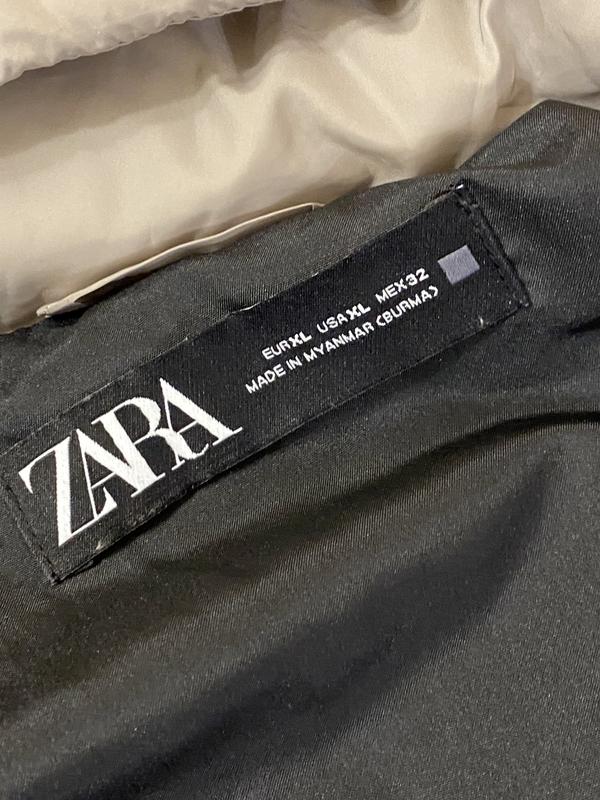 ZARA
EUR XL USA XL MEX 32
MADE IN MYANMAR (BURMA)